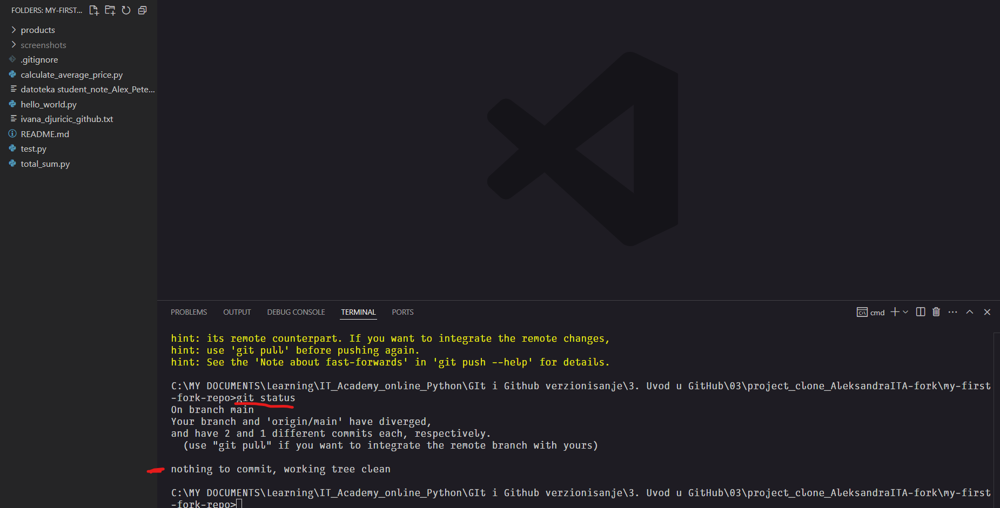 FOLDERS: MY-FIRST...
products
screenshots
.gitignore
calculate_average_price.py
datoteka student_note_Alex_Pete...
hello_world.py
ivana_djuricic_github.txt
README.md
test.py
total_sum.py
PROBLEMS OUTPUT DEBUG CONSOLE TERMINAL PORTS
cmd
hint: its remote counterpart. If you want to integrate the remote changes,
hint: use 'git pull' before pushing again.
hint: See the 'Note about fast-forwards' in 'git push --help' for details.
C:\MY DOCUMENTS\Learning\IT_Academy_online_Python\GIt i Github verzionisanje\3. Uvod u GitHub\03\project_clone_AleksandraITA-fork\my-first
-fork-repo>git status
On branch main
Your branch and 'origin/main' have diverged,
and have 2 and 1 different commits each, respectively.
(use "git pull" if you want to integrate the remote branch with yours)
nothing to commit, working tree clean
C:\MY DOCUMENTS\Learning\IT_Academy_online_Python\GIt i Github verzionisanje\3. Uvod u GitHub\03\project_clone_AleksandraITA-fork\my-first
-fork-repo>